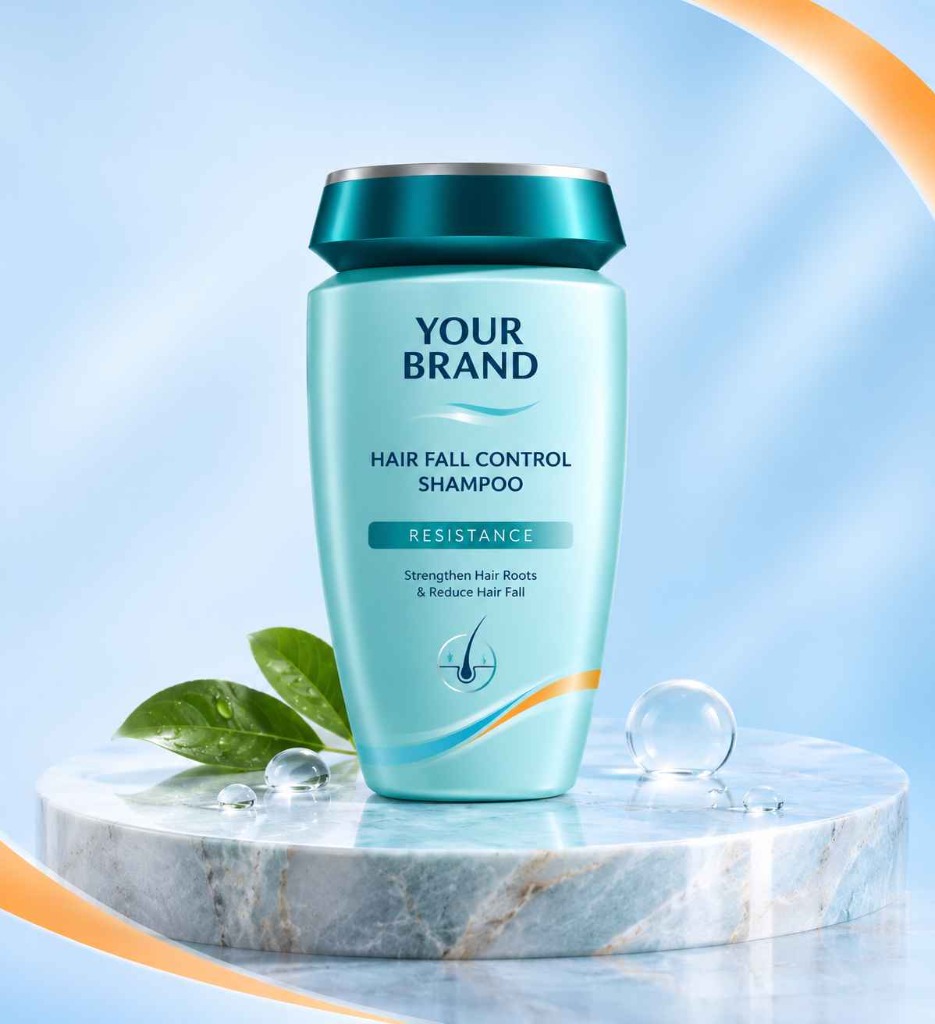 YOUR
BRAND
HAIR FALL CONTROL
SHAMPOO
RESISTANCE
Strengthen Hair Roots
& Reduce Hair Fall